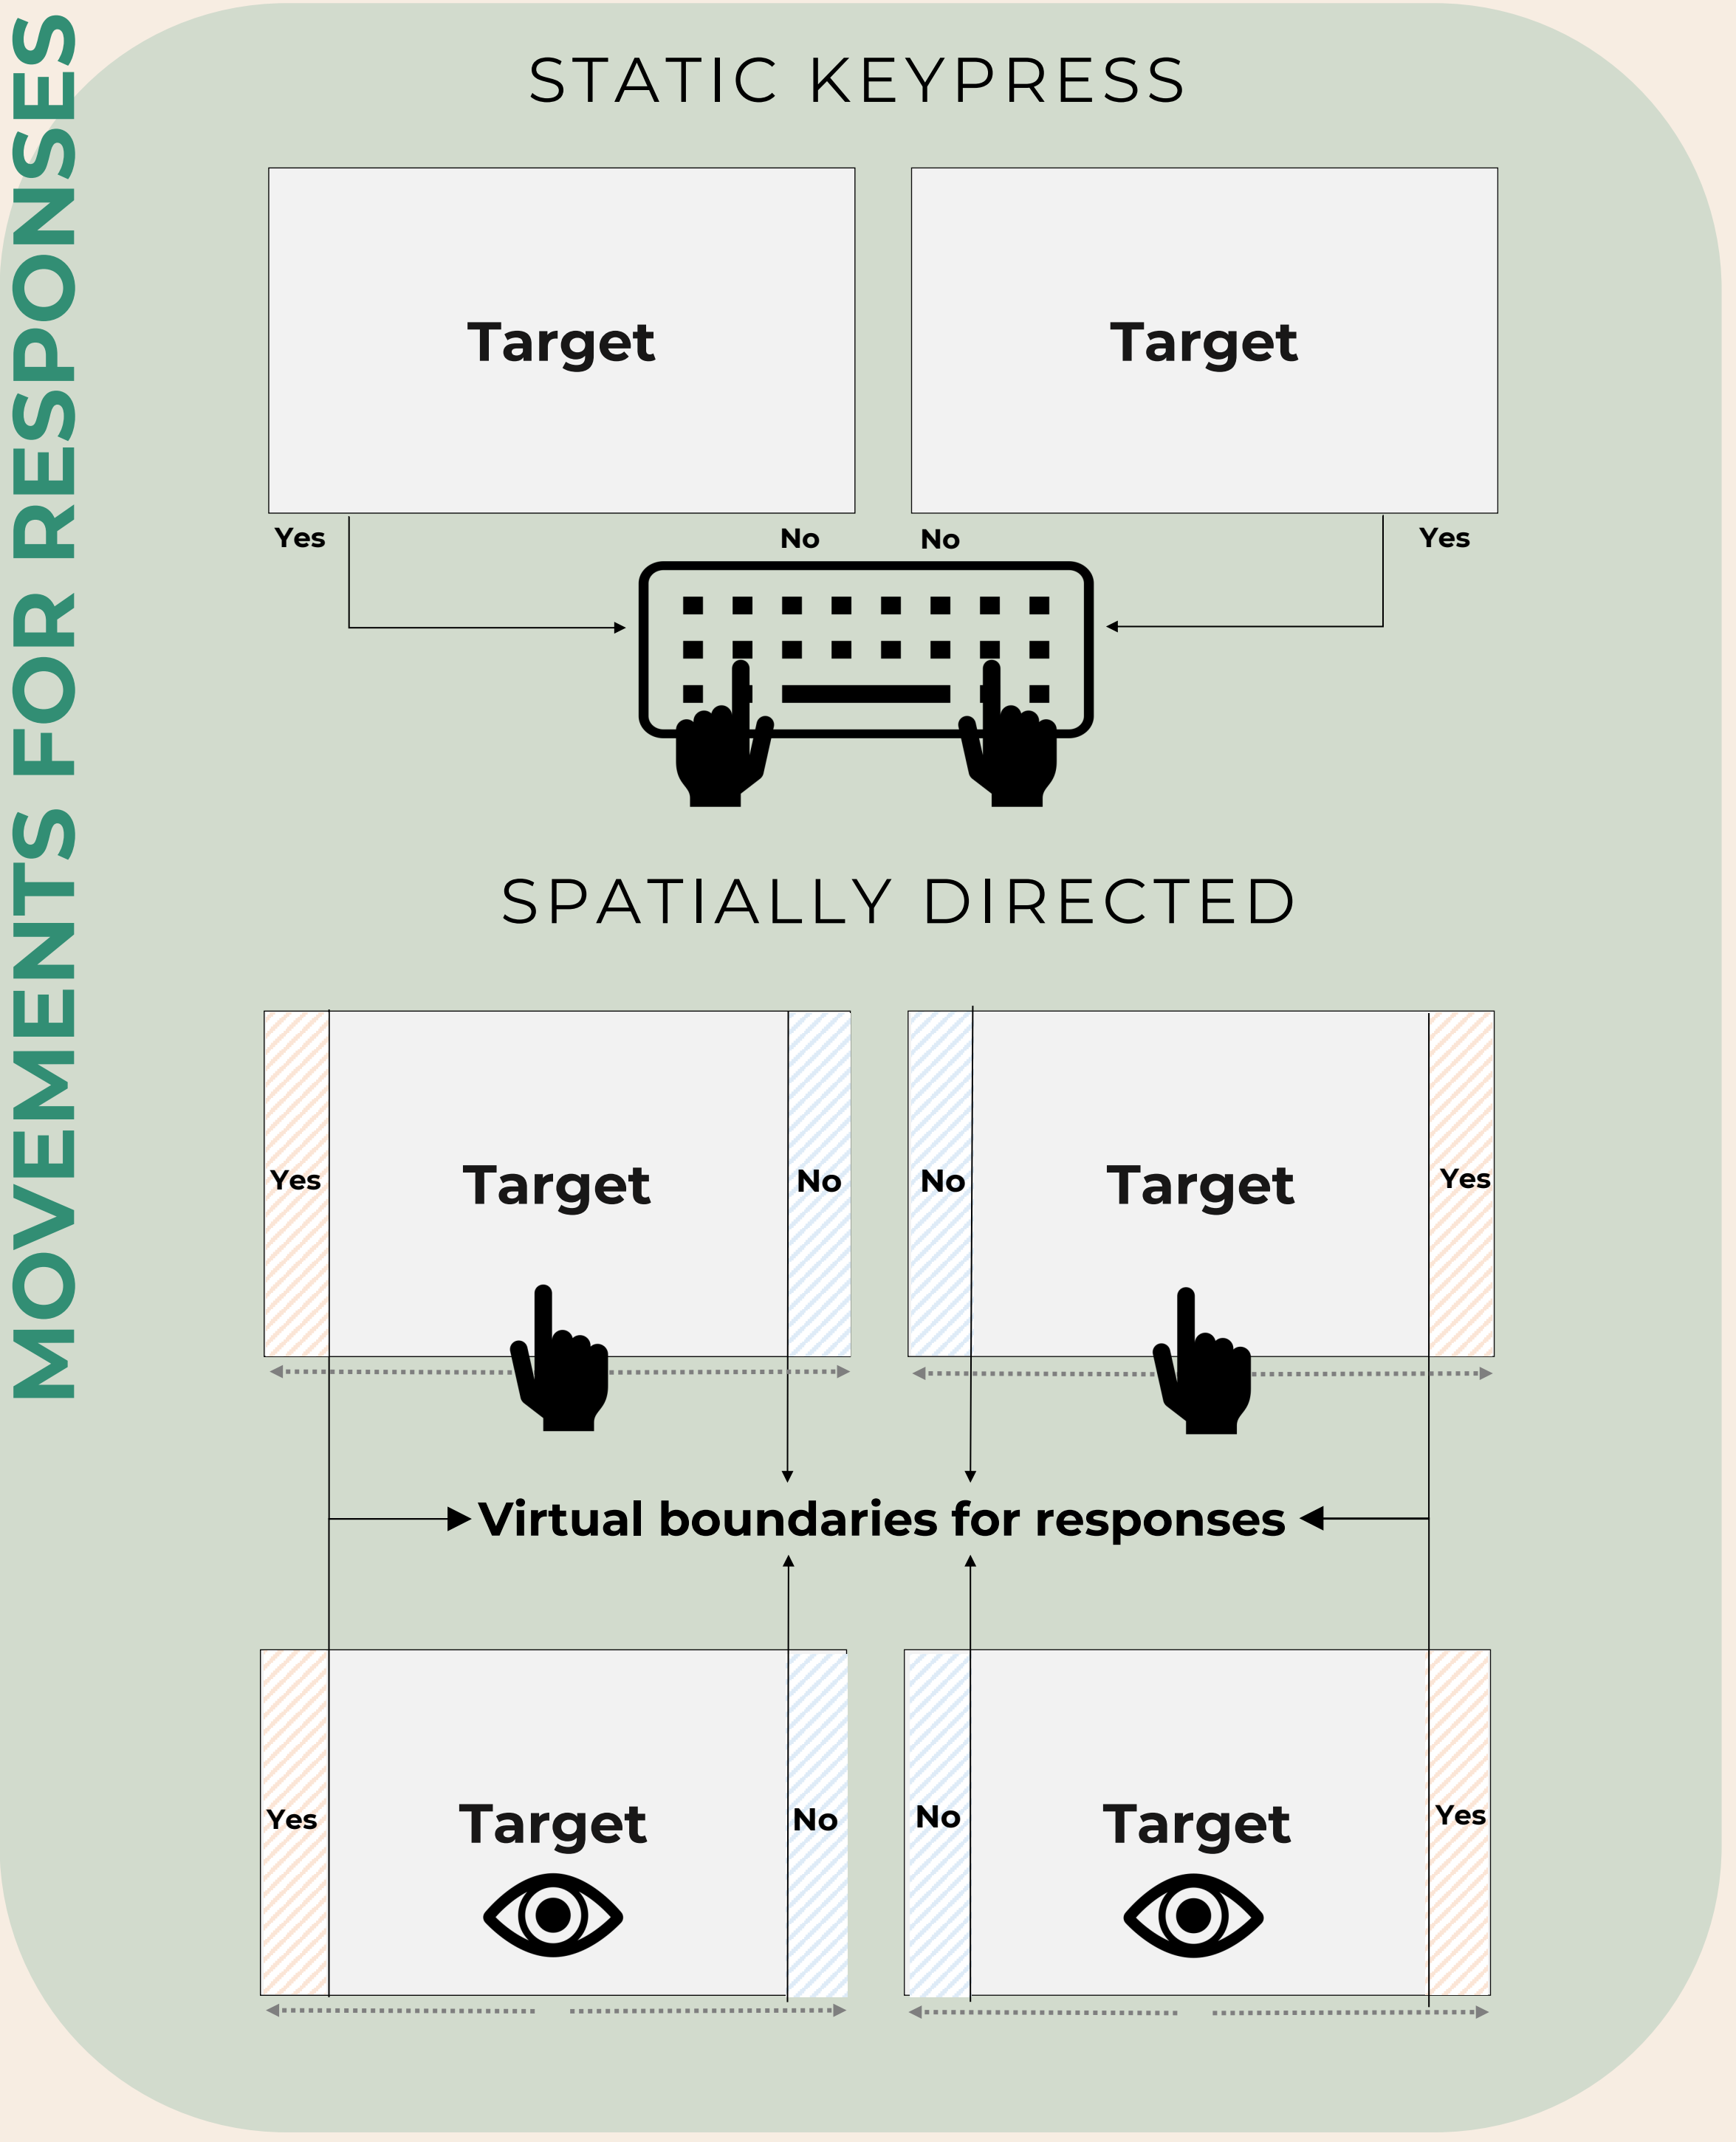 MOVEMENTS FOR RESPONSES
STATIC KEYPRESS
Target
Target
Yes
No
No
Yes
SPATIALLY DIRECTED
Yes
Target
No
No
Target
Yes
Virtual boundaries for responses
Yes
Target
No
No
Target
Yes